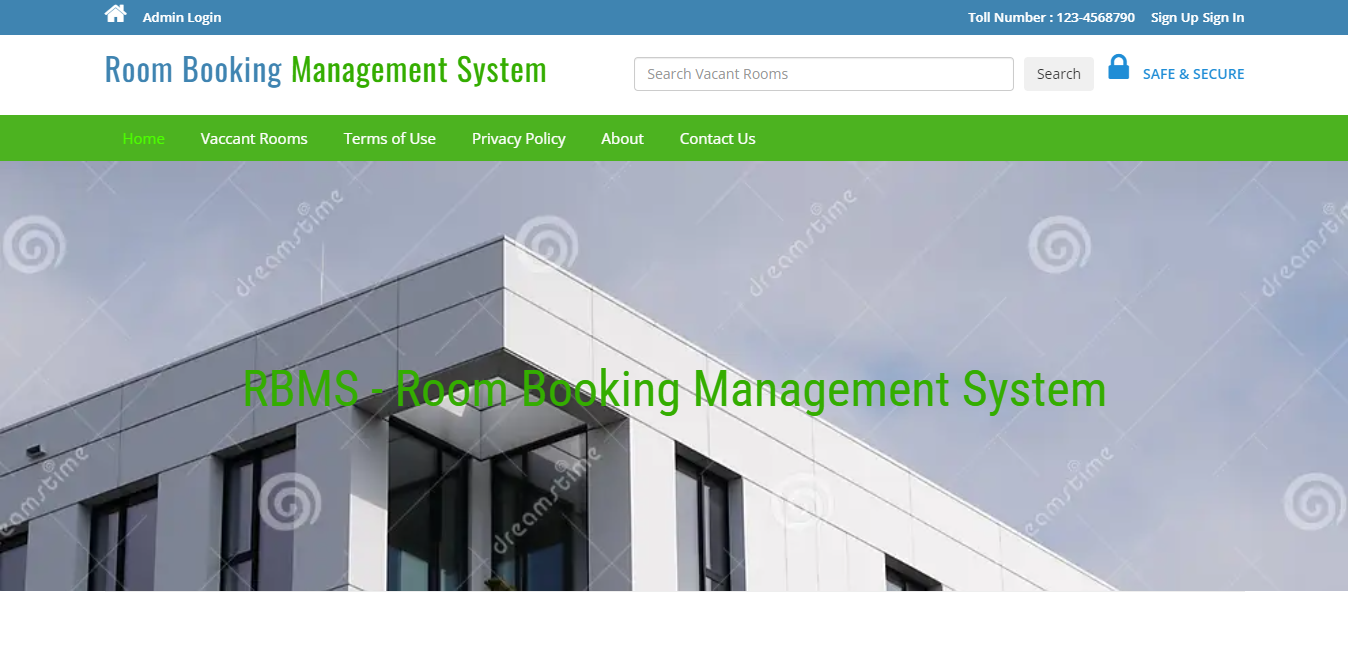 Admin Login
Toll Number : 123-4568790
Sign Up Sign In
Room Booking Management System
Search Vacant Rooms
Search
SAFE & SECURE
Home
Vaccant Rooms
Terms of Use
Privacy Policy
About
Contact Us
dreamstime
dreamstime
dreamstime
RBMS - Room Booking Management System
dreamstime
dreamstime
dreamstime